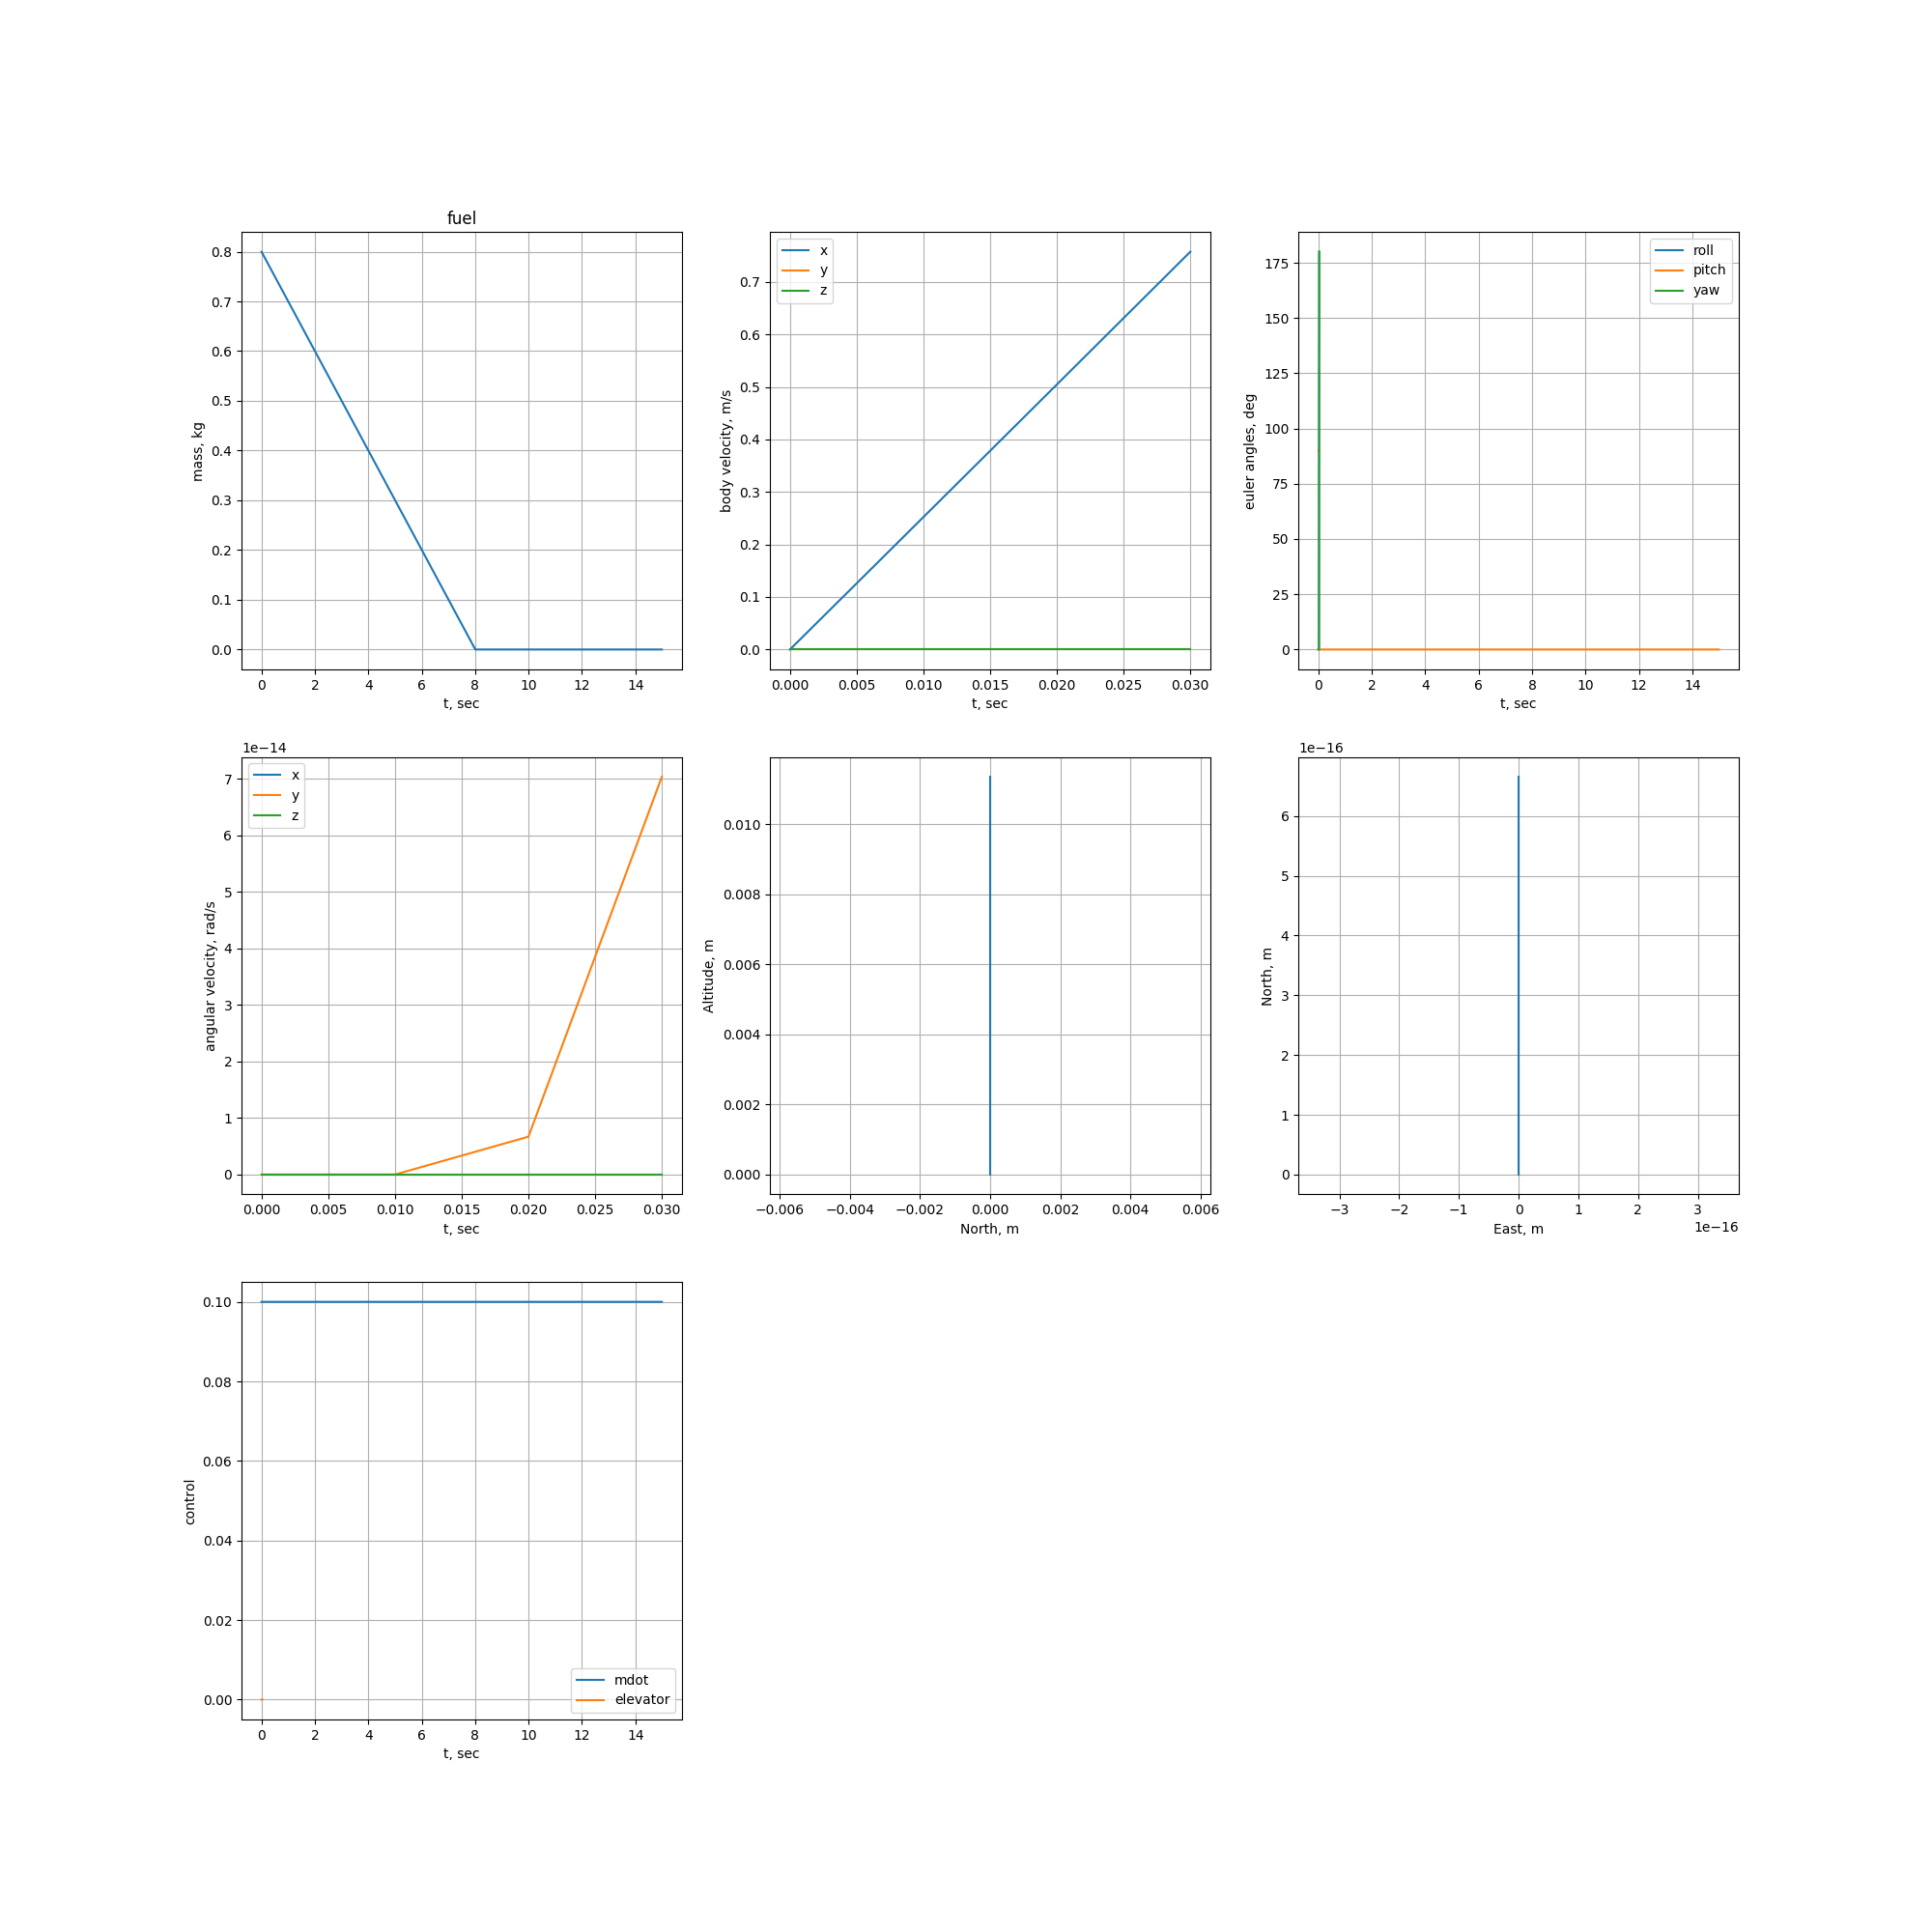 fuel
mass, kg
0.8
0.7
0.6
0.5
0.4
0.3
0.2
0.1
0.0
0 2 4 6 8 10 12 14
t, sec
x
y
z
body velocity, m/s
0.7
0.6
0.5
0.4
0.3
0.2
0.1
0.0
0.000 0.005 0.010 0.015 0.020 0.025 0.030
t, sec
roll
pitch
yaw
euler angles, deg
175
150
125
100
75
50
25
0
0 2 4 6 8 10 12 14
t, sec
1e−14
x
y
z
angular velocity, rad/s
7
6
5
4
3
2
1
0
0.000 0.005 0.010 0.015 0.020 0.025 0.030
t, sec
Altitude, m
0.010
0.008
0.006
0.004
0.002
0.000
−0.006 −0.004 −0.002 0.000 0.002 0.004 0.006
North, m
1e−16
North, m
6
5
4
3
2
1
0
−3 −2 −1 0 1 2 3
1e−16
East, m
control
0.10
0.08
0.06
0.04
0.02
0.00
mdot
elevator
0 2 4 6 8 10 12 14
t, sec